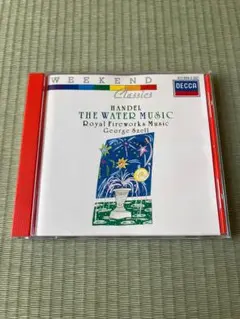 WEEKEND
Classics
DECCA
HANDEL
THE WATER MUSIC
Royal Fireworks Music
George Szell